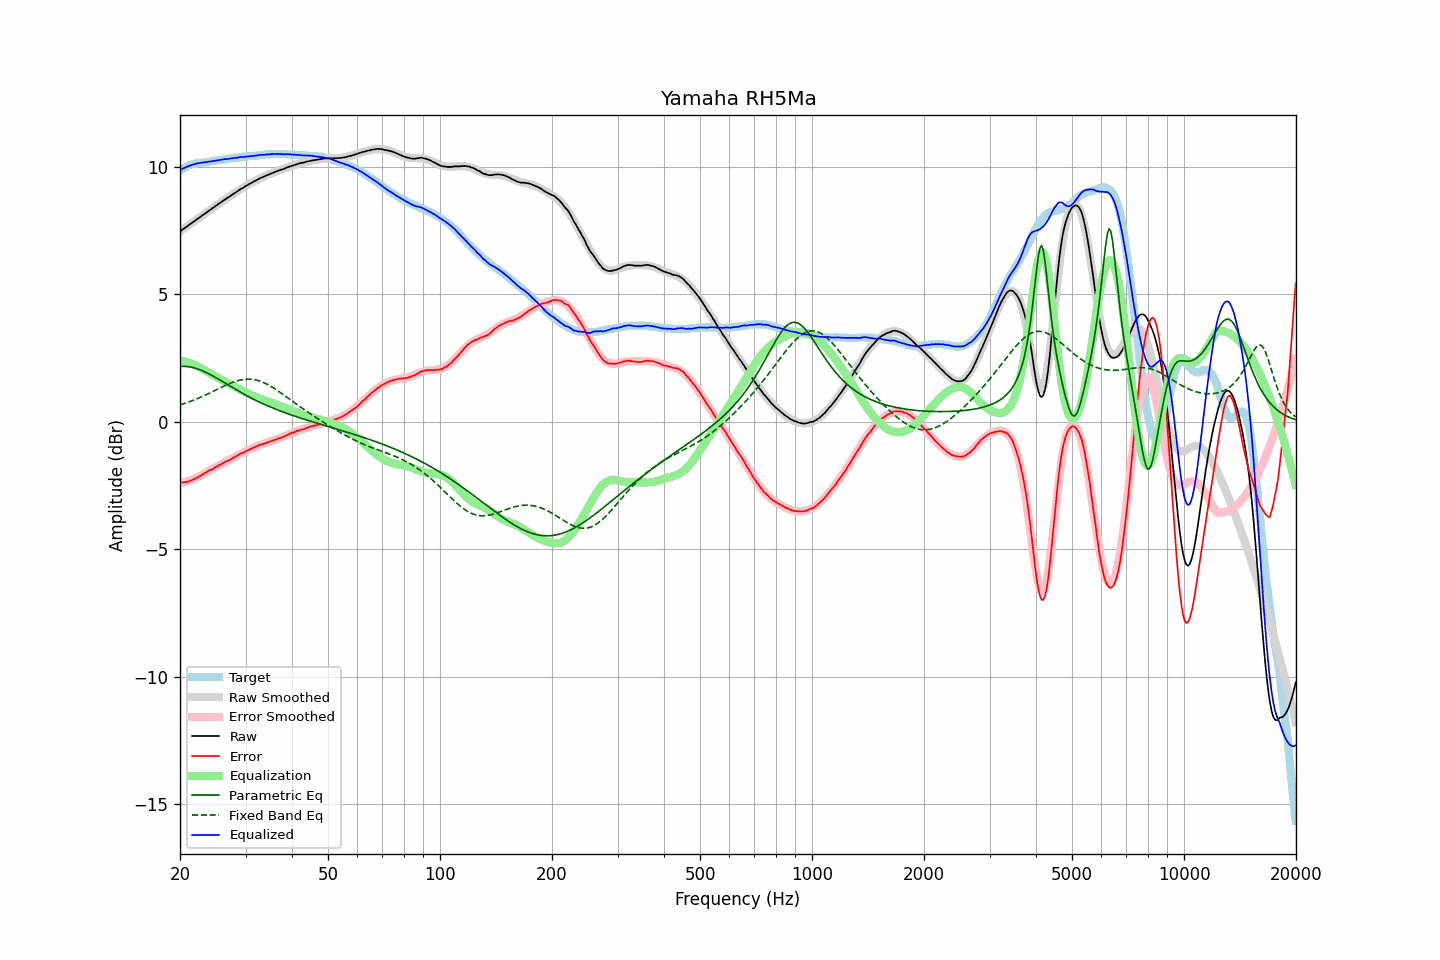 Yamaha RH5Ma
Amplitude (dBr)
10
5
0
−5
−10
−15
Target
Raw Smoothed
Error Smoothed
Raw
Error
Equalization
Parametric Eq
Fixed Band Eq
Equalized
20 50 100 200 500 1000 2000 5000 10000 20000
Frequency (Hz)